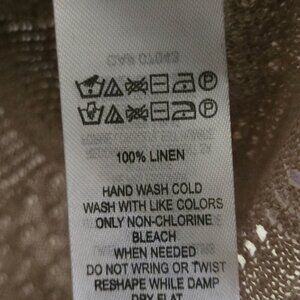 100% LINEN
HAND WASH COLD
WASH WITH LIKE COLORS
ONLY NON-CHLORINE
BLEACH
WHEN NEEDED
DO NOT WRING OR TWIST
RESHAPE WHILE DAMP
DRY FLAT